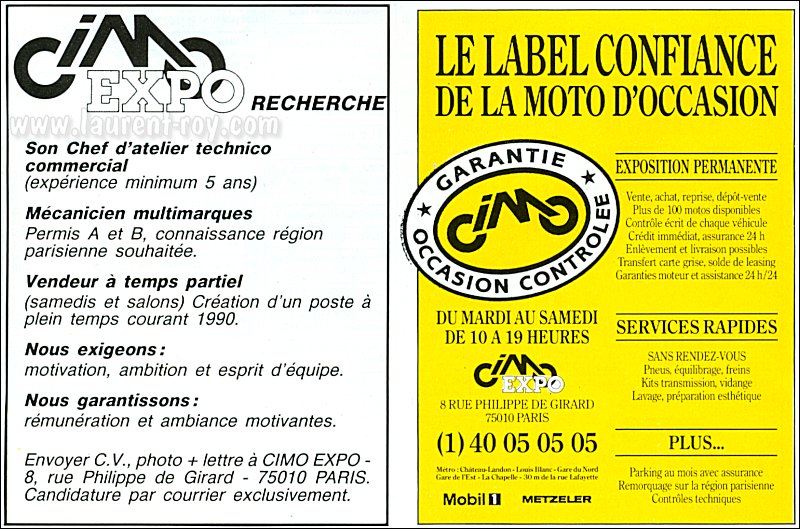 CIMO
EXPO RECHERCHE
www.laurent-roy.com
Son Chef d'atelier technico
commercial
(expérience minimum 5 ans)
Mécanicien multimarques
Permis A et B, connaissance région
parisienne souhaitée.
Vendeur à temps partiel
(samedis et salons) Création d'un poste à
plein temps courant 1990.
Nous exigeons :
motivation, ambition et esprit d'équipe.
Nous garantissons :
rémunération et ambiance motivantes.
Envoyer C.V., photo + lettre à CIMO EXPO -
8, rue Philippe de Girard - 75010 PARIS.
Candidature par courrier exclusivement.
LE LABEL CONFIANCE
DE LA MOTO D'OCCASION
GARANTIE
CIMO
OCCASION CONTROLEE
DU MARDI AU SAMEDI
DE 10 A 19 HEURES
CIMO
EXPO
8 RUE PHILIPPE DE GIRARD
75010 PARIS
(1) 40 05 05 05
Métro : Château-Landon - Louis Blanc - Gare du Nord
Gare de l'Est - La Chapelle - 30 m de la rue Lafayette
Mobil 1 METZELER
EXPOSITION PERMANENTE
Vente, achat, reprise, dépôt-vente
Plus de 100 motos disponibles
Contrôle écrit de chaque véhicule
Crédit immédiat, assurance 24 h
Enlèvement et livraison possibles
Transfert carte grise, solde de leasing
Garanties moteur et assistance 24 h/24
SERVICES RAPIDES
SANS RENDEZ-VOUS
Pneus, équilibrage, freins
Kits transmission, vidange
Lavage, préparation esthétique
PLUS...
Parking au mois avec assurance
Remorquage sur la région parisienne
Contrôles techniques